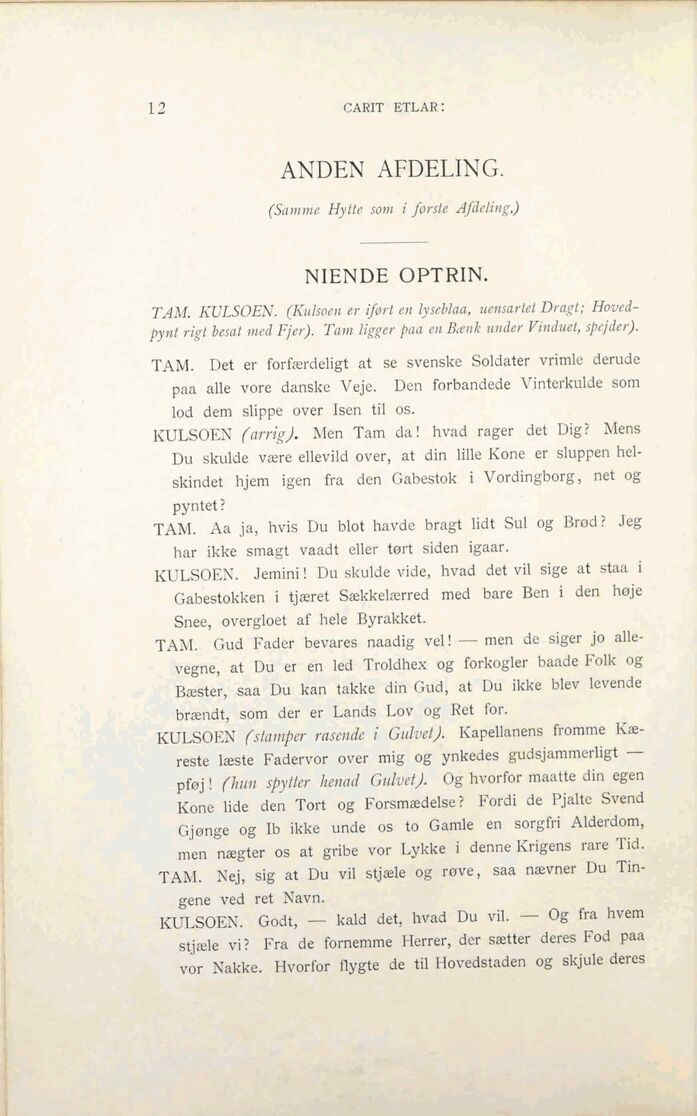 12
CARIT ETLAR:
ANDEN AFDELING.
(Samme Hytte som i første Afdeling.)
NIENDE OPTRIN.
TAM. KULSOEN. (Kulsoen er iført en lyseblaa, uensartet Dragt; Hoved-
pynt rigt besat med Fjer). Tam ligger paa en Bænk under Vinduet, spejder).
TAM. Det er forfærdeligt at se svenske Soldater vrimle derude
paa alle vore danske Veje. Den forbandede Vinterkulde som
lod dem slippe over Isen til os.
KULSOEN (arrig). Men Tam da! hvad rager det Dig? Mens
Du skulde være ellevild over, at din lille Kone er sluppen hel-
skindet hjem igen fra den Gabestok i Vordingborg, net og
pyntet?
TAM. Aa ja, hvis Du blot havde bragt lidt Sul og Brød? Jeg
har ikke smagt vaadt eller tørt siden igaar.
KULSOEN. Jemini! Du skulde vide, hvad det vil sige at staa i
Gabestokken i tjæret Sækkelærred med bare Ben i den høje
Snee, overgloet af hele Byrakket.
TAM. Gud Fader bevares naadig vel! — men de siger jo alle-
vegne, at Du er en led Troldhex og forkogler baade Folk og
Bæster, saa Du kan takke din Gud, at Du ikke blev levende
brændt, som der er Lands Lov og Ret for.
KULSOEN (stamper rasende i Gulvet). Kapellanens fromme Kæ-
reste læste Fadervor over mig og ynkedes gudsjammerligt —
pføj! (hun spytter henad Gulvet). Og hvorfor maatte din egen
Kone lide den Tort og Forsmædelse? Fordi de Pjalte Svend
Gjønge og Ib ikke unde os to Gamle en sorgfri Alderdom,
men nægter os at gribe vor Lykke i denne Krigens rare Tid.
TAM. Nej, sig at Du vil stjæle og røve, saa nævner Du Tin-
gene ved ret Navn.
KULSOEN. Godt, — kald det, hvad Du vil. — Og fra hvem
stjæle vi? Fra de fornemme Herrer, der sætter deres Fod paa
vor Nakke. Hvorfor flygte de til Hovedstaden og skjule deres